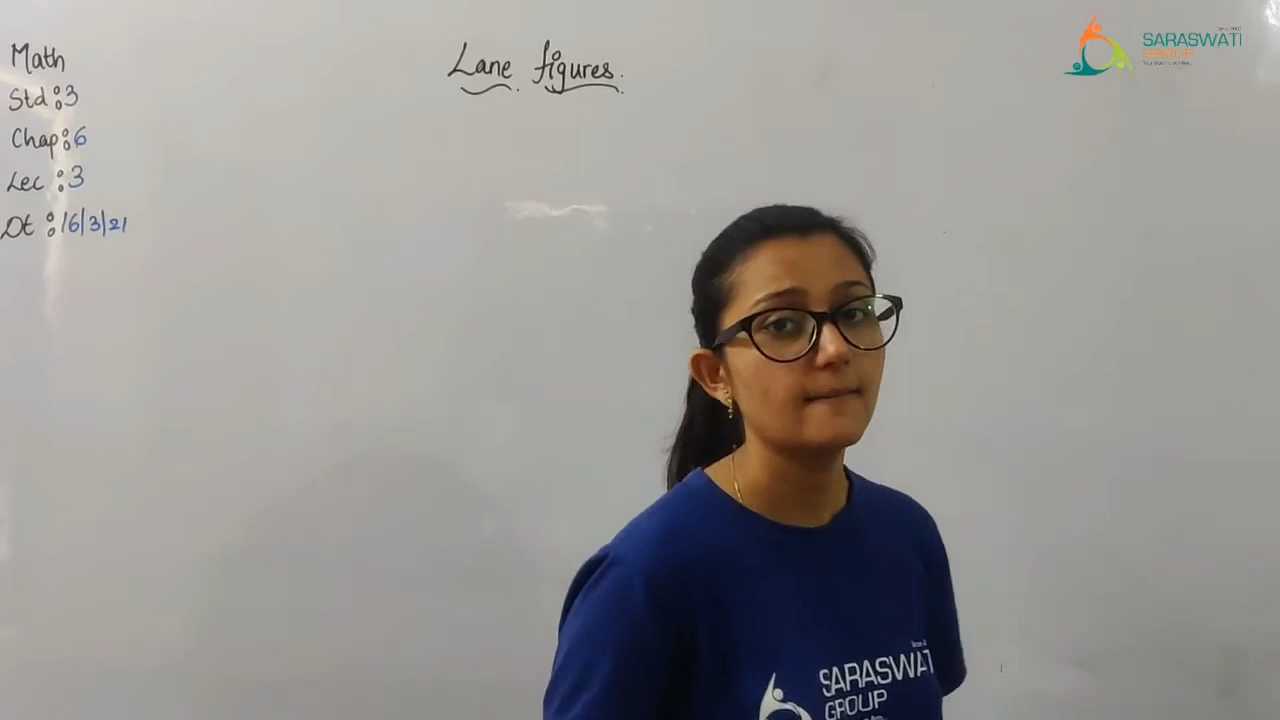 Math
Std : 3
Chap : 6
Lec : 3
Dt : 16/3/21
Lane figures.
SARASWATI
GROUP
SARASWATI
GROUP